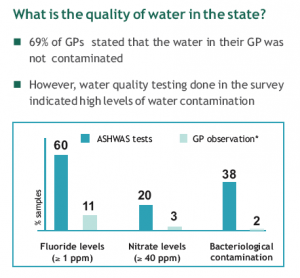 What is the quality of water in the state?
69% of GPs stated that the water in their GP was
not contaminated
However, water quality testing done in the survey
indicated high levels of water contamination
ASHWAS tests
GP observation*
60
11
20
3
38
2
% samples
Fluoride levels
(≥ 1 ppm)
Nitrate levels
(≥ 40 ppm)
Bacteriological
contamination